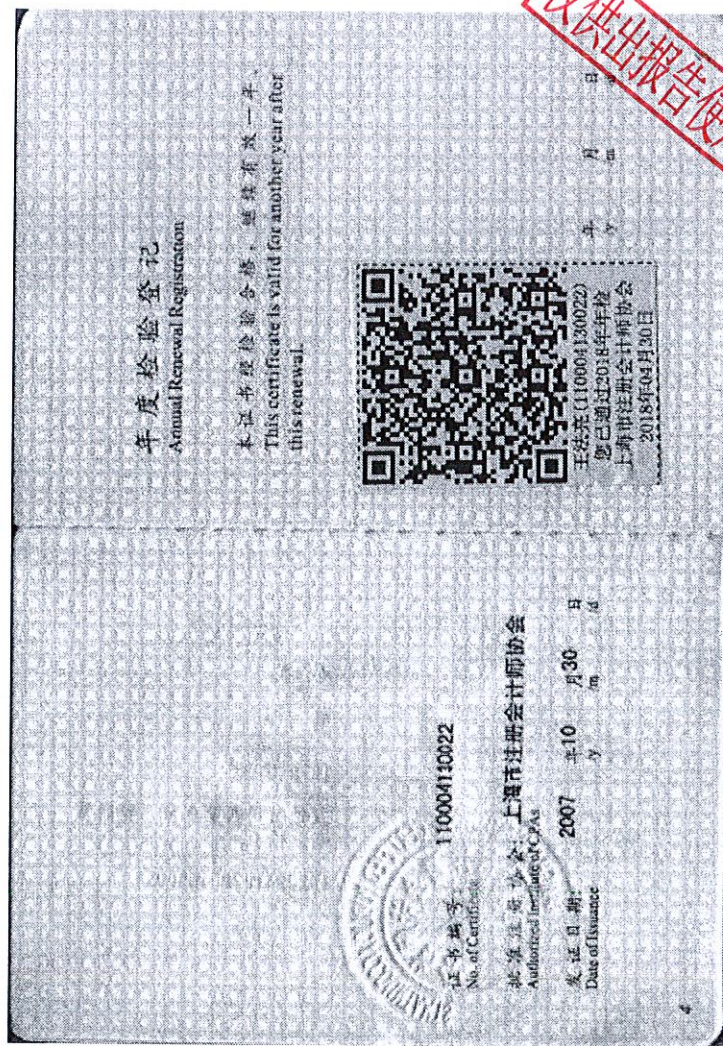 年度检验登记
Annual Renewal Registration
本证书经检验合格，继续有效一年。
This certificate is valid for another year after
this renewal.
王法亮(110004130022)
您已通过2018年年检
上海市注册会计师协会
2018年04月30日
年 月 日
y m
证书编号：
No. of Certificate
110004130022
批准注册协会：上海市注册会计师协会
Authorized Institute of CPAs
发证日期： 2007 年10 月30 日
Date of Issuance y m d
4
仅供出报告使用